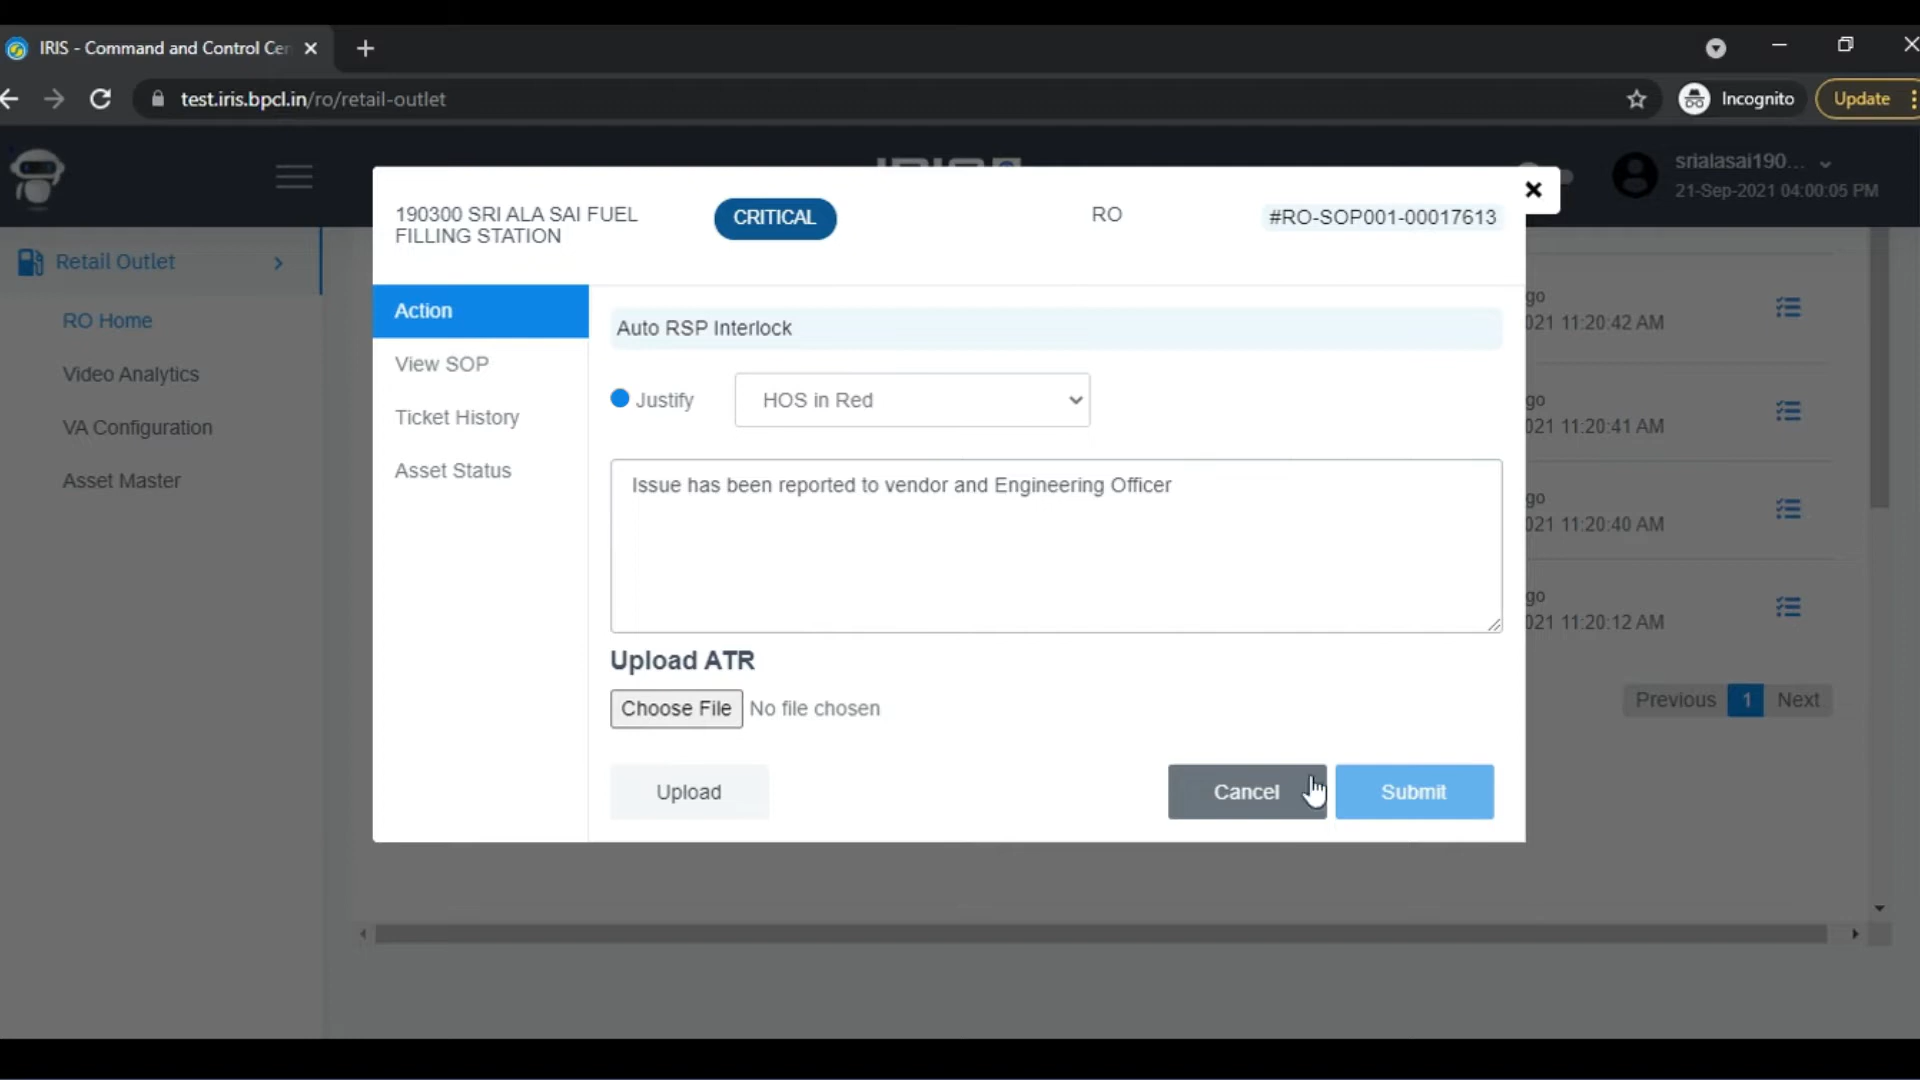 IRIS - Command and Control Cer
test.iris.bpcl.in/ro/retail-outlet
Incognito
Update
srialasai190...
21-Sep-2021 04:00:05 PM
190300 SRI ALA SAI FUEL
FILLING STATION
CRITICAL
RO
#RO-SOP001-00017613
Retail Outlet
RO Home
Video Analytics
VA Configuration
Asset Master
Action
View SOP
Ticket History
Asset Status
Auto RSP Interlock
Justify
HOS in Red
Issue has been reported to vendor and Engineering Officer
Upload ATR
Choose File No file chosen
Upload
Cancel
Submit
go
021 11:20:42 AM
go
021 11:20:41 AM
go
021 11:20:40 AM
go
021 11:20:12 AM
Previous 1 Next